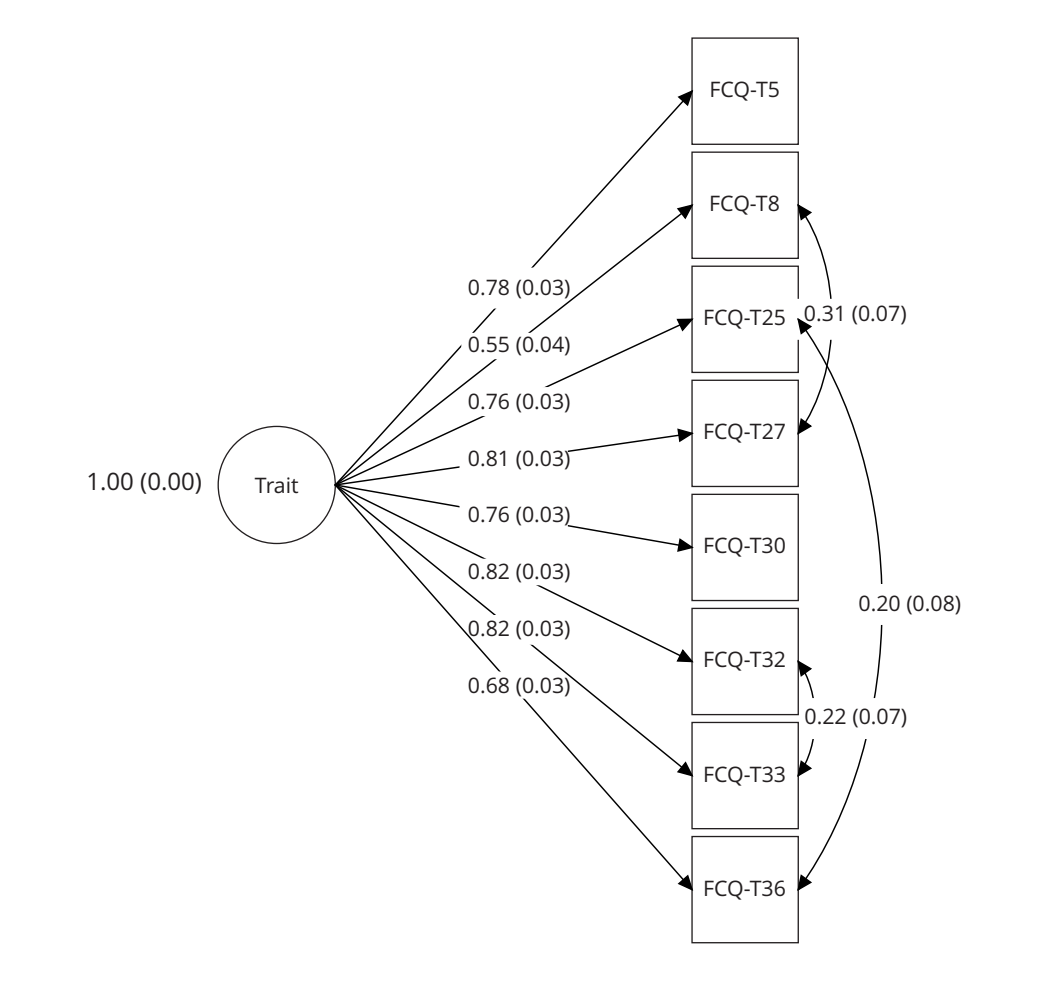 FCQ-T5
FCQ-T8
0.78 (0.03)
0.31 (0.07)
FCQ-T25
0.55 (0.04)
0.76 (0.03)
FCQ-T27
0.81 (0.03)
1.00 (0.00)
Trait
0.76 (0.03)
FCQ-T30
0.82 (0.03)
0.20 (0.08)
0.82 (0.03)
FCQ-T32
0.68 (0.03)
0.22 (0.07)
FCQ-T33
FCQ-T36